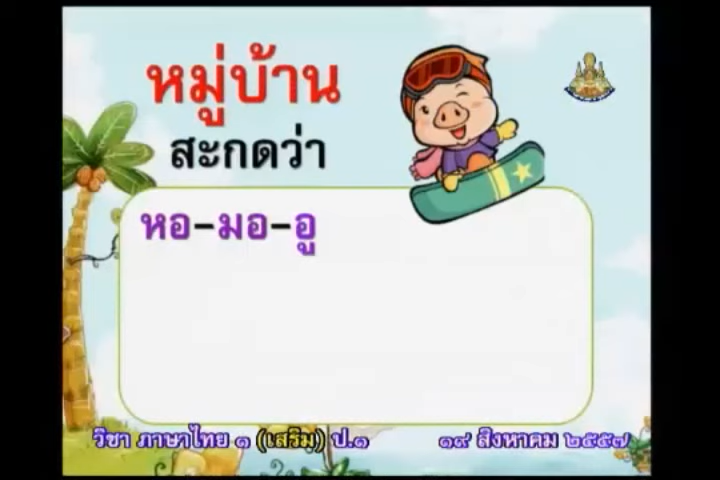 หมู่บ้าน
สะกดว่า
หอ-มอ-อู
วิชา ภาษาไทย ๑ (เสริม) ป.๑ ๑๙ สิงหาคม ๒๕๕๗